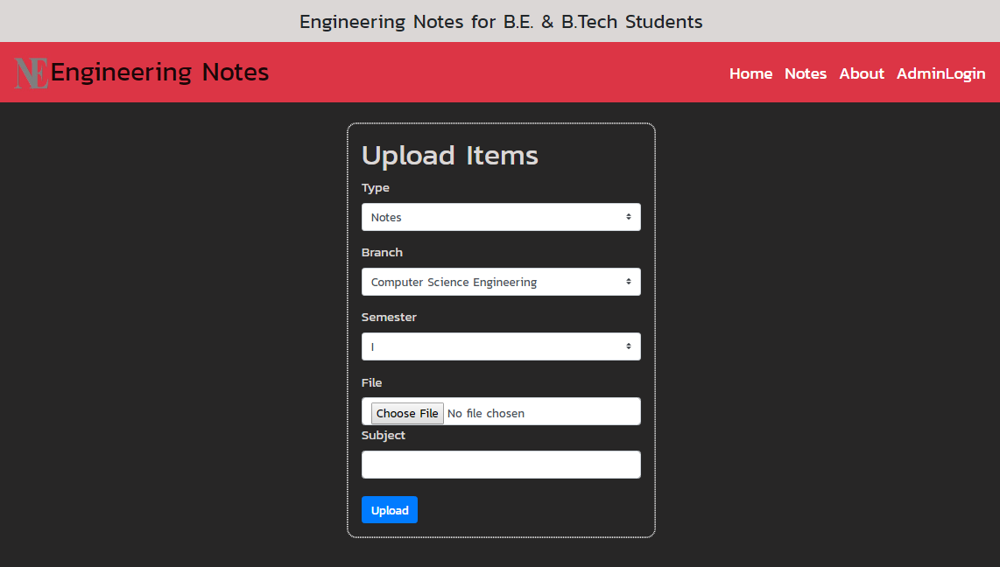 Engineering Notes for B.E. & B.Tech Students
NE Engineering Notes
Home Notes About AdminLogin
Upload Items
Type
Notes
Branch
Computer Science Engineering
Semester
I
File
Choose File No file chosen
Subject
Upload